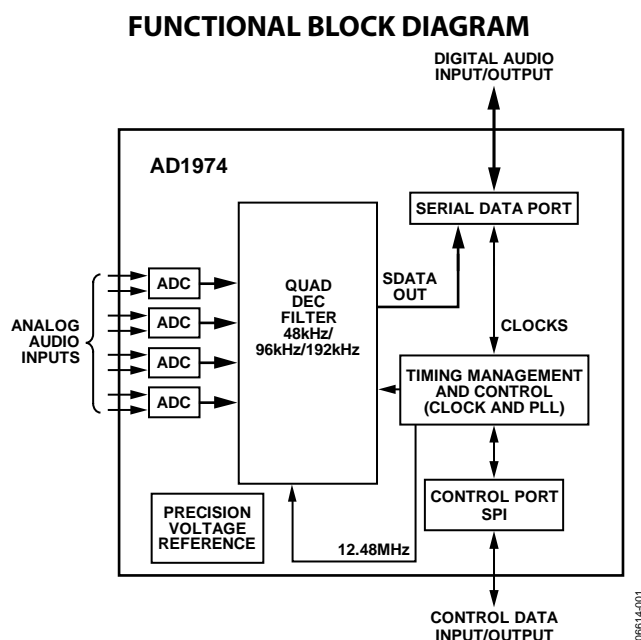 FUNCTIONAL BLOCK DIAGRAM
DIGITAL AUDIO
INPUT/OUTPUT
AD1974
SERIAL DATA PORT
ADC
ADC
ADC
ADC
ANALOG
AUDIO
INPUTS
QUAD
DEC
FILTER
48kHz/
96kHz/192kHz
SDATA
OUT
CLOCKS
TIMING MANAGEMENT
AND CONTROL
(CLOCK AND PLL)
CONTROL PORT
SPI
PRECISION
VOLTAGE
REFERENCE
12.48MHz
CONTROL DATA
INPUT/OUTPUT
06614-001